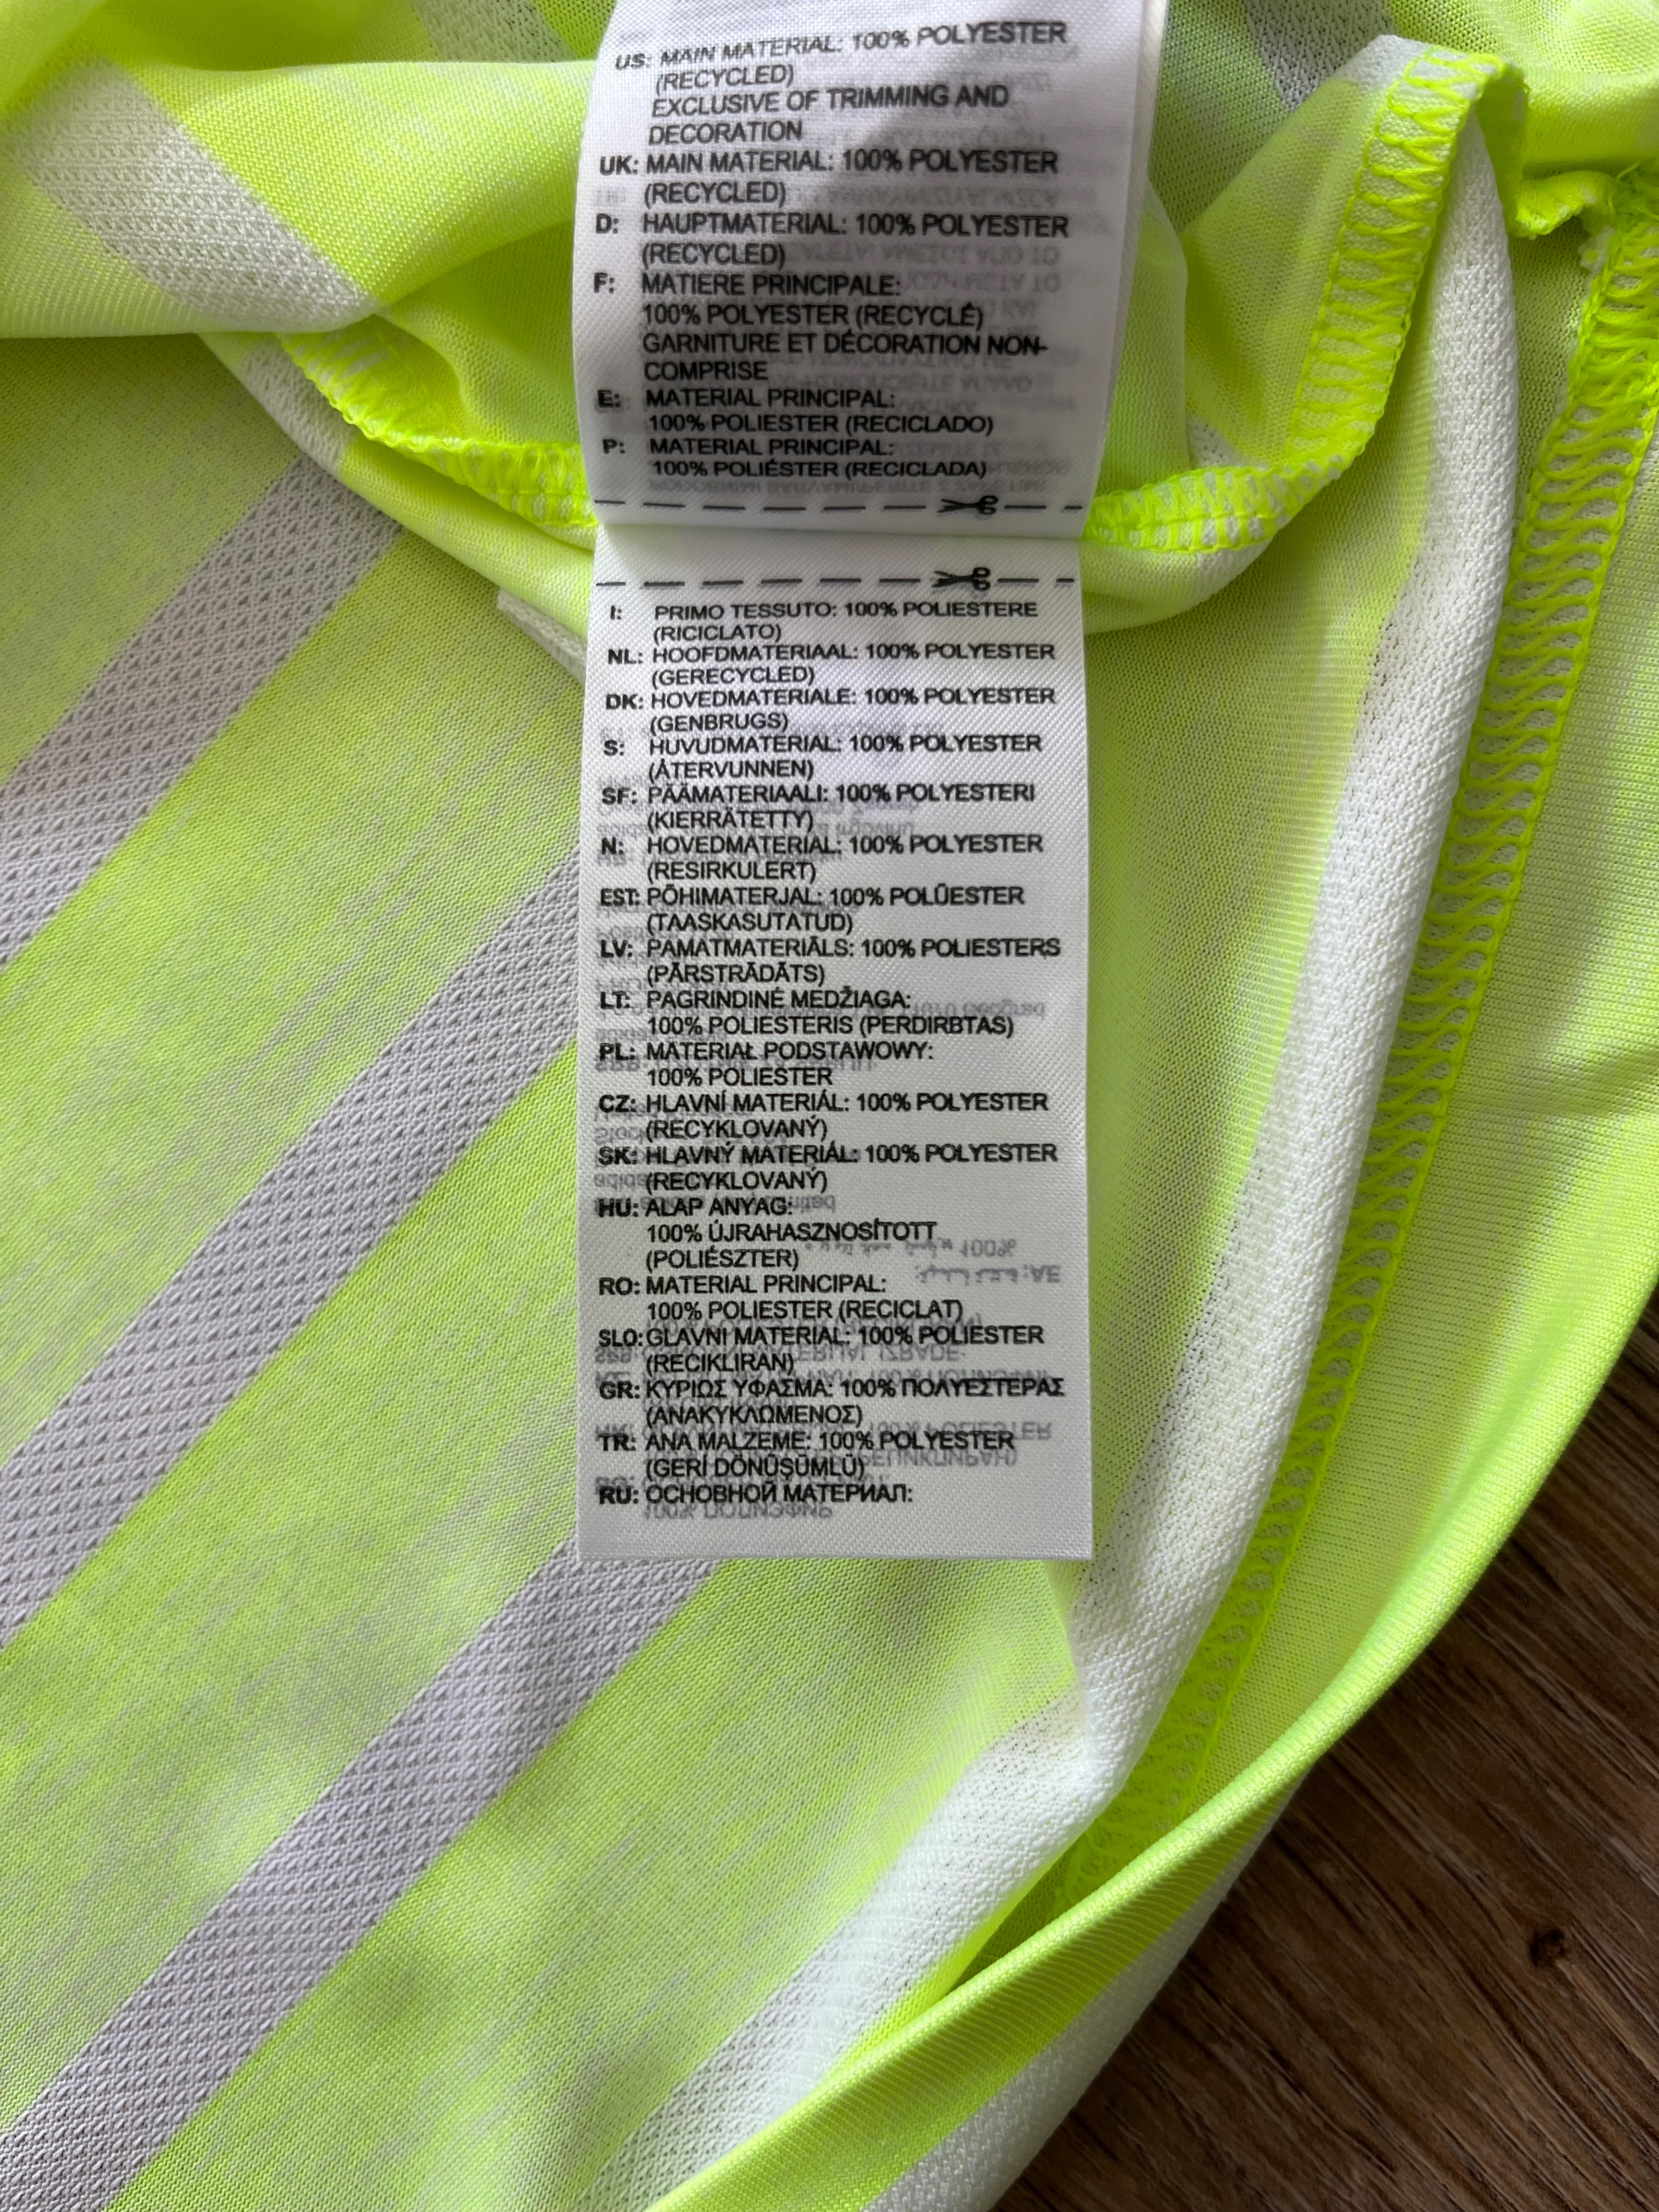 US: MAIN MATERIAL: 100% POLYESTER
(RECYCLED)
EXCLUSIVE OF TRIMMING AND
DECORATION
UK: MAIN MATERIAL: 100% POLYESTER
(RECYCLED)
D: HAUPTMATERIAL: 100% POLYESTER
(RECYCLED)
F: MATIERE PRINCIPALE:
100% POLYESTER (RECYCLÉ)
GARNITURE ET DÉCORATION NON-
COMPRISE
E: MATERIAL PRINCIPAL:
100% POLIESTER (RECICLADO)
P: MATERIAL PRINCIPAL:
100% POLIÉSTER (RECICLADA)
I: PRIMO TESSUTO: 100% POLIESTERE
(RICICLATO)
NL: HOOFDMATERIAAL: 100% POLYESTER
(GERECYCLED)
DK: HOVEDMATERIALE: 100% POLYESTER
(GENBRUGS)
S: HUVUDMATERIAL: 100% POLYESTER
(ÅTERVUNNEN)
SF: PÄÄMATERIAALI: 100% POLYESTERI
(KIERRÄTETTY)
N: HOVEDMATERIAL: 100% POLYESTER
(RESIRKULERT)
EST: PÕHIMATERJAL: 100% POLÜESTER
(TAASKASUTATUD)
LV: PAMATMATERIĀLS: 100% POLIESTERS
(PĀRSTRĀDĀTS)
LT: PAGRINDINĖ MEDŽIAGA:
100% POLIESTERIS (PERDIRBTAS)
PL: MATERIAŁ PODSTAWOWY:
100% POLIESTER
CZ: HLAVNÍ MATERIÁL: 100% POLYESTER
(RECYKLOVANÝ)
SK: HLAVNÝ MATERIÁL: 100% POLYESTER
(RECYKLOVANÝ)
HU: ALAP ANYAG:
100% ÚJRAHASZNOSÍTOTT
(POLIÉSZTER)
RO: MATERIAL PRINCIPAL:
100% POLIESTER (RECICLAT)
SLO: GLAVNI MATERIAL: 100% POLIESTER
(RECIKLIRAN)
GR: ΚΥΡΙΩΣ ΥΦΑΣΜΑ: 100% ΠΟΛΥΕΣΤΕΡΑΣ
(ΑΝΑΚΥΚΛΩΜΕΝΟΣ)
TR: ANA MALZEME: 100% POLYESTER
(GERİ DÖNÜŞÜMLÜ)
RU: ОСНОВНОЙ МАТЕРИАЛ: